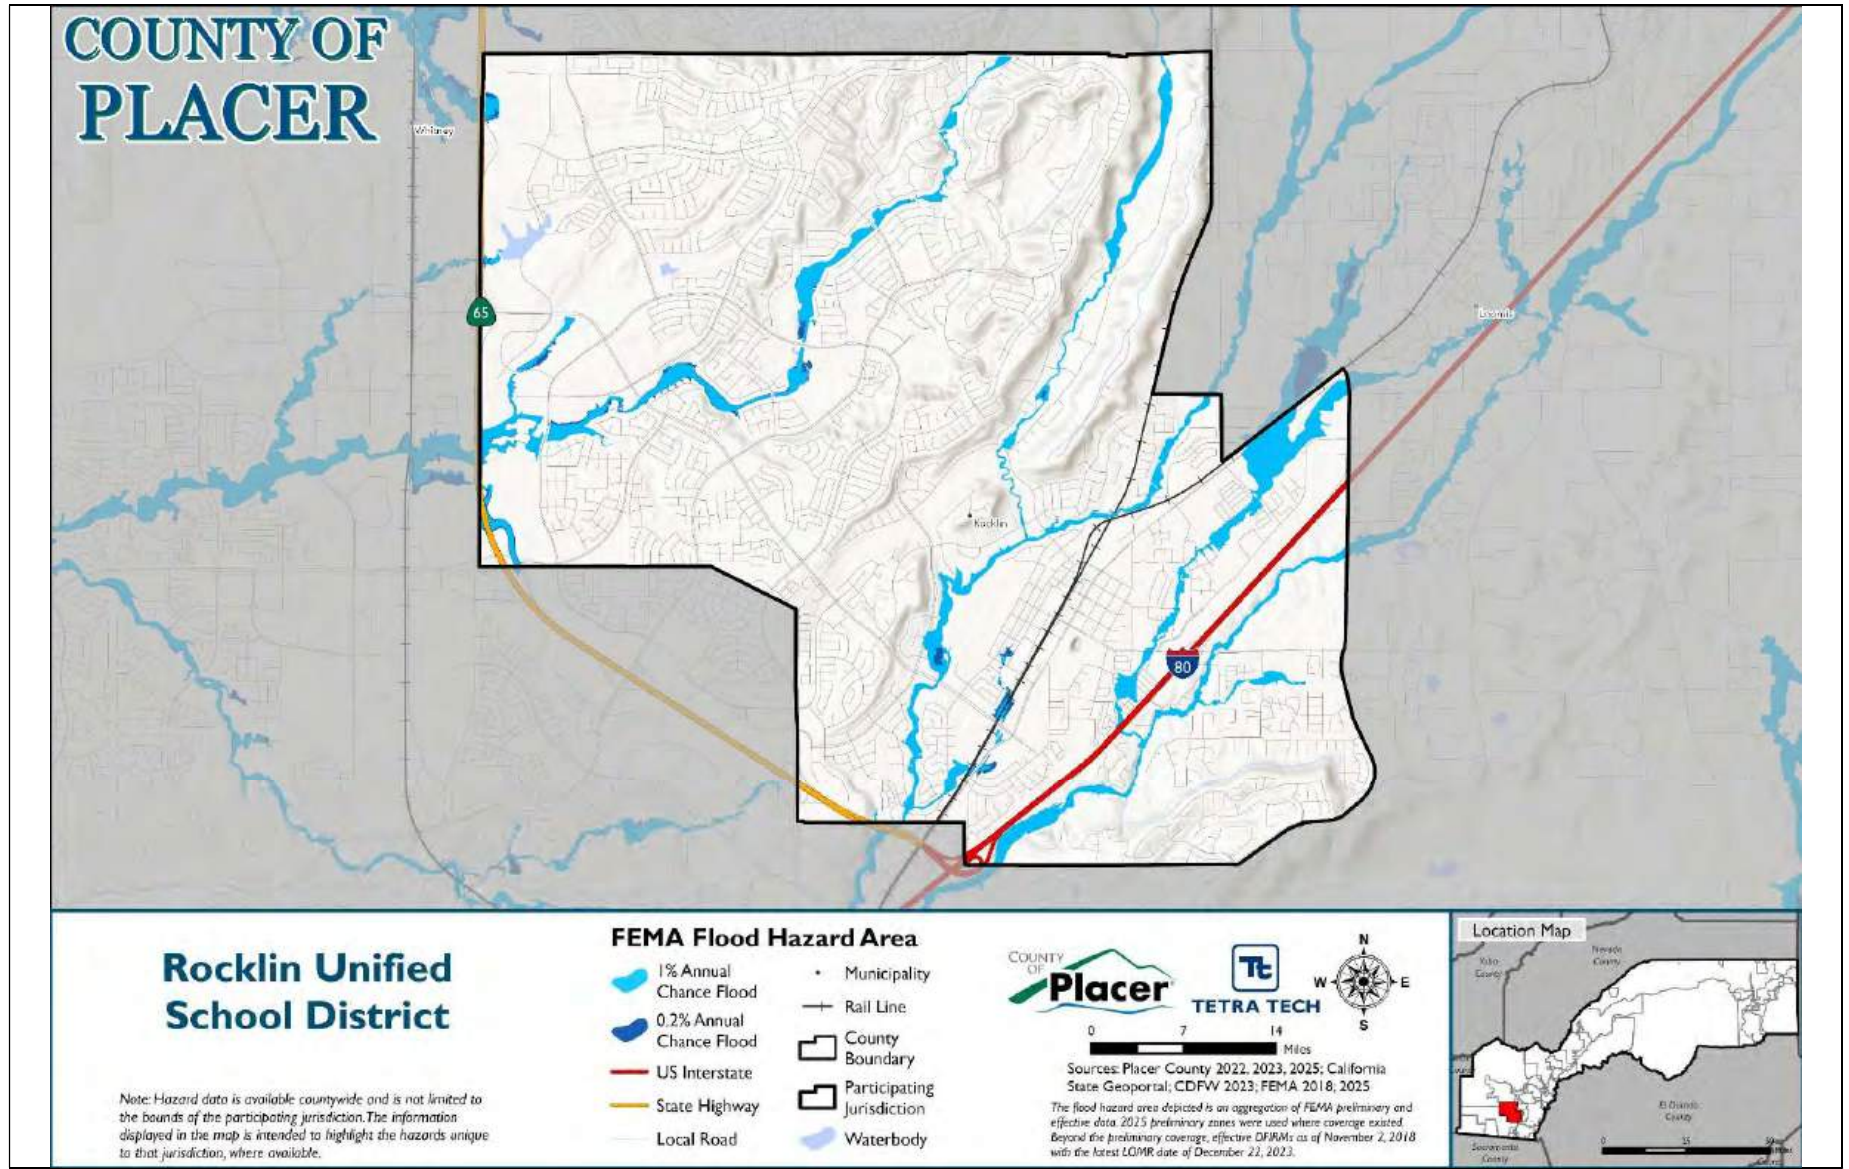 COUNTY OF
PLACER
Whitney
65
Loomis
Rocklin
80
Rocklin Unified
School District
Note: Hazard data is available countywide and is not limited to
the bounds of the participating jurisdiction. The information
displayed in the map is intended to highlight the hazards unique
to that jurisdiction, where available.
FEMA Flood Hazard Area
1% Annual
Chance Flood
0.2% Annual
Chance Flood
US Interstate
State Highway
Local Road
Municipality
Rail Line
County
Boundary
Participating
Jurisdiction
Waterbody
COUNTY
OF
Placer
TETRA TECH
N
W E
S
0 7 14
Miles
Sources: Placer County 2022, 2023, 2025; California
State Geoportal; CDFW 2023; FEMA 2018, 2025
The flood hazard area depicted is an aggregation of FEMA preliminary and
effective data. 2025 preliminary zones were used where coverage existed.
Beyond the preliminary coverage, effective DFIRMs as of November 2, 2018
with the latest LOMR date of December 22, 2023.
Location Map
Nevada
County
Yuba
County
El Dorado
County
Sacramento
County
0 15